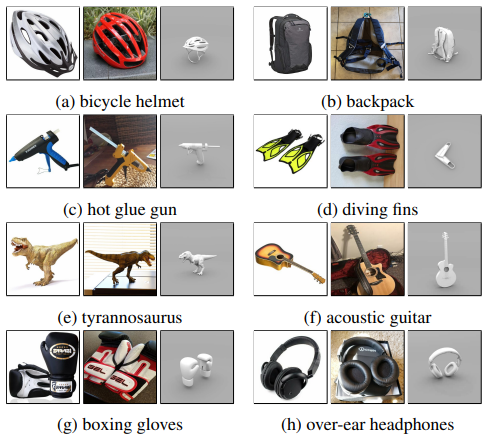 (a) bicycle helmet
(b) backpack
(c) hot glue gun
(d) diving fins
(e) tyrannosaurus
(f) acoustic guitar
(g) boxing gloves
(h) over-ear headphones